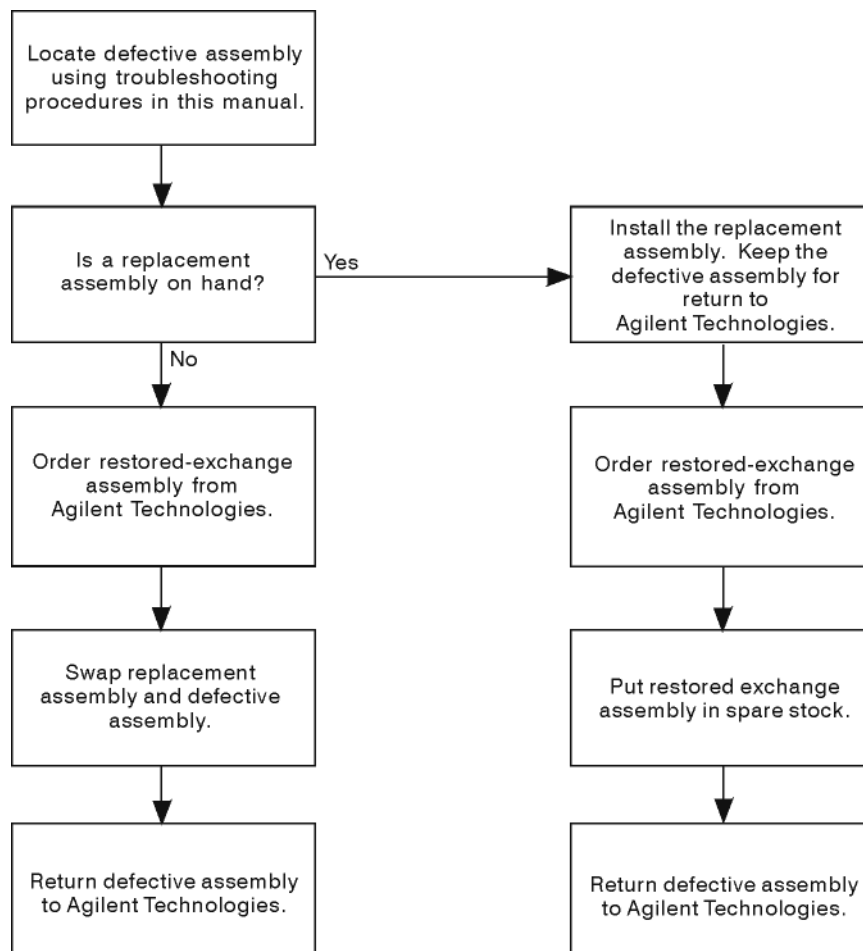 Locate defective assembly
using troubleshooting
procedures in this manual.
Is a replacement
assembly on hand?
Yes
Install the replacement
assembly. Keep the
defective assembly for
return to
Agilent Technologies.
No
Order restored-exchange
assembly from
Agilent Technologies.
Order restored-exchange
assembly from
Agilent Technologies.
Swap replacement
assembly and defective
assembly.
Put restored exchange
assembly in spare stock.
Return defective assembly
to Agilent Technologies.
Return defective assembly
to Agilent Technologies.